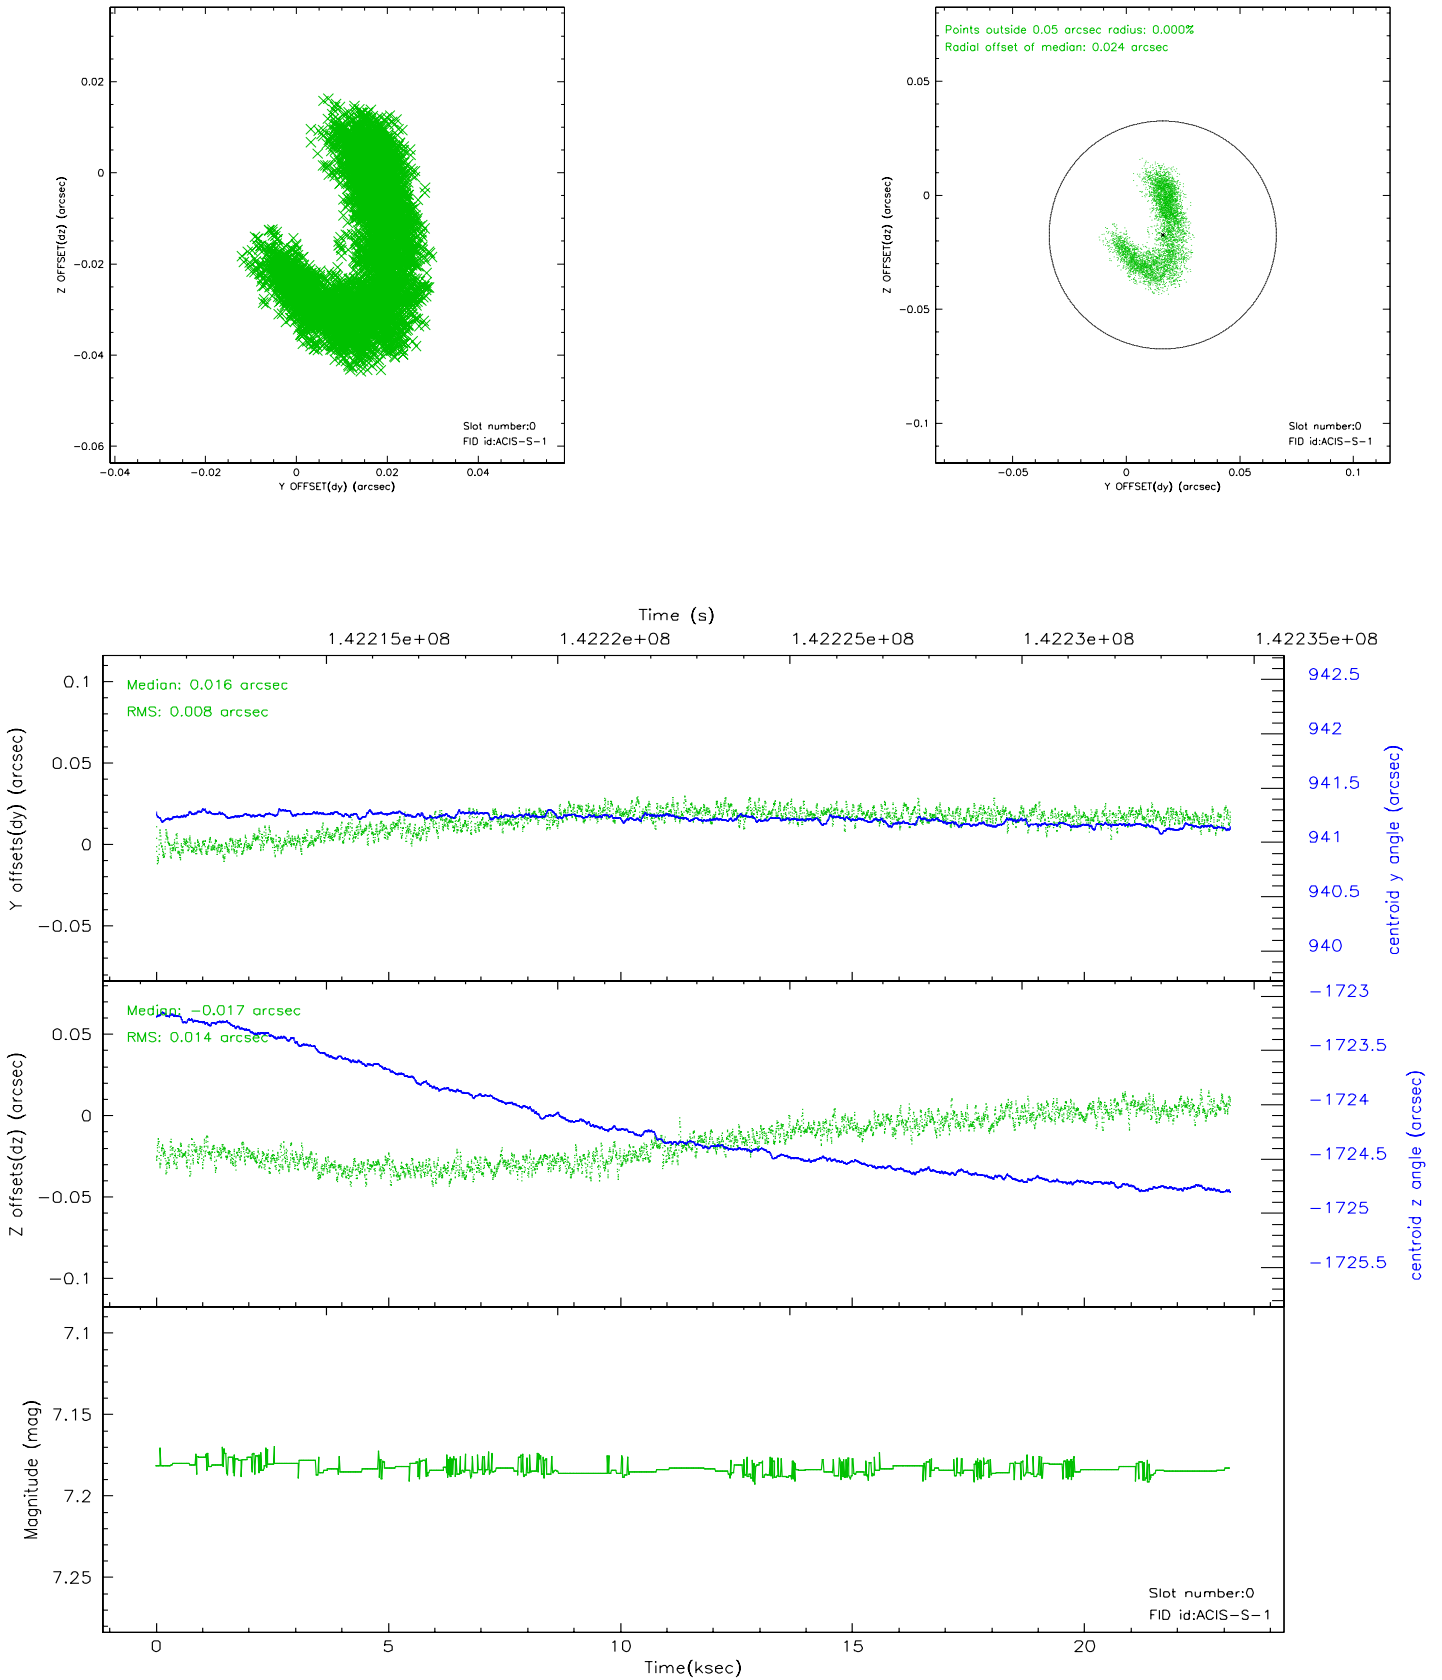 0.02
0
-0.02
-0.04
-0.06
Z OFFSET(dz) (arcsec)
Slot number:0
FID id:ACIS-S-1
-0.04 -0.02 0 0.02 0.04
Y OFFSET(dy) (arcsec)
Points outside 0.05 arcsec radius: 0.000%
Radial offset of median: 0.024 arcsec
0.05
0
-0.05
-0.1
Z OFFSET(dz) (arcsec)
Slot number:0
FID id:ACIS-S-1
-0.05 0 0.05 0.1
Y OFFSET(dy) (arcsec)
Time (s)
1.42215e+08 1.4222e+08 1.42225e+08 1.4223e+08 1.42235e+08
Median: 0.016 arcsec
RMS: 0.008 arcsec
0.1
0.05
0
-0.05
Y offsets(dy) (arcsec)
942.5
942
941.5
941
940.5
940
centroid y angle (arcsec)
Median: -0.017 arcsec
RMS: 0.014 arcsec
0.05
0
-0.05
-0.1
Z offsets(dz) (arcsec)
-1723
-1723.5
-1724
-1724.5
-1725
-1725.5
centroid z angle (arcsec)
7.1
7.15
7.2
7.25
Magnitude (mag)
Slot number:0
FID id:ACIS-S-1
0 5 10 15 20
Time(ksec)